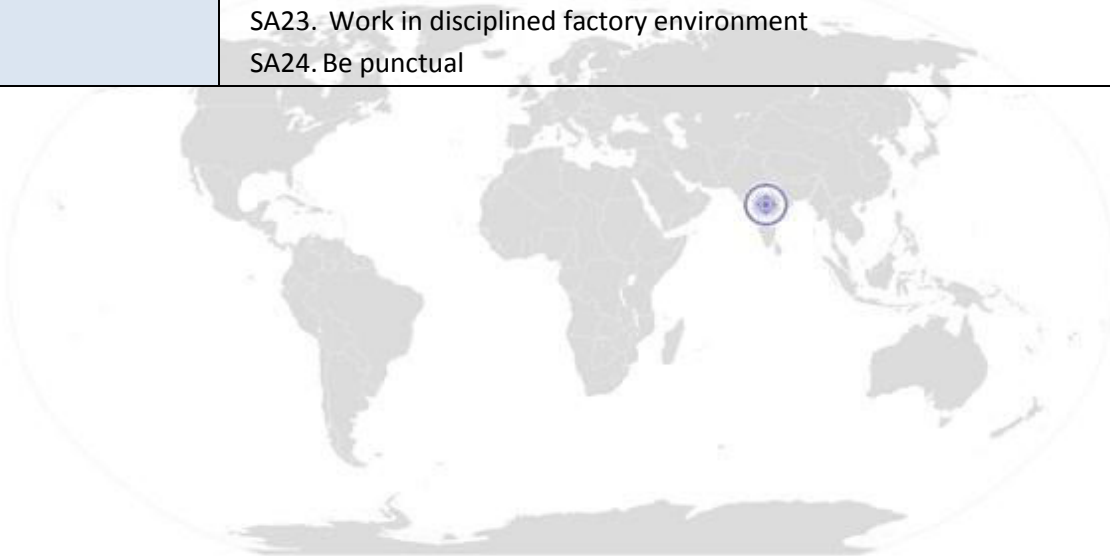 SA23. Work in disciplined factory environment
SA24. Be punctual